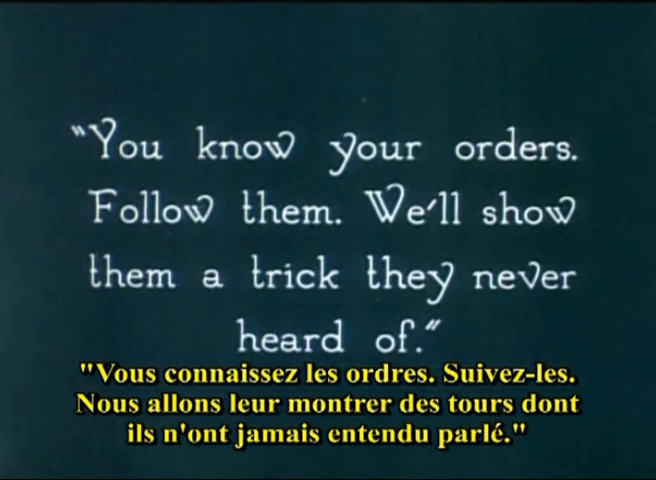 "You know your orders.
Follow them. We'll show
them a trick they never
heard of."
"Vous connaissez les ordres. Suivez-les.
Nous allons leur montrer des tours dont
ils n'ont jamais entendu parlé."